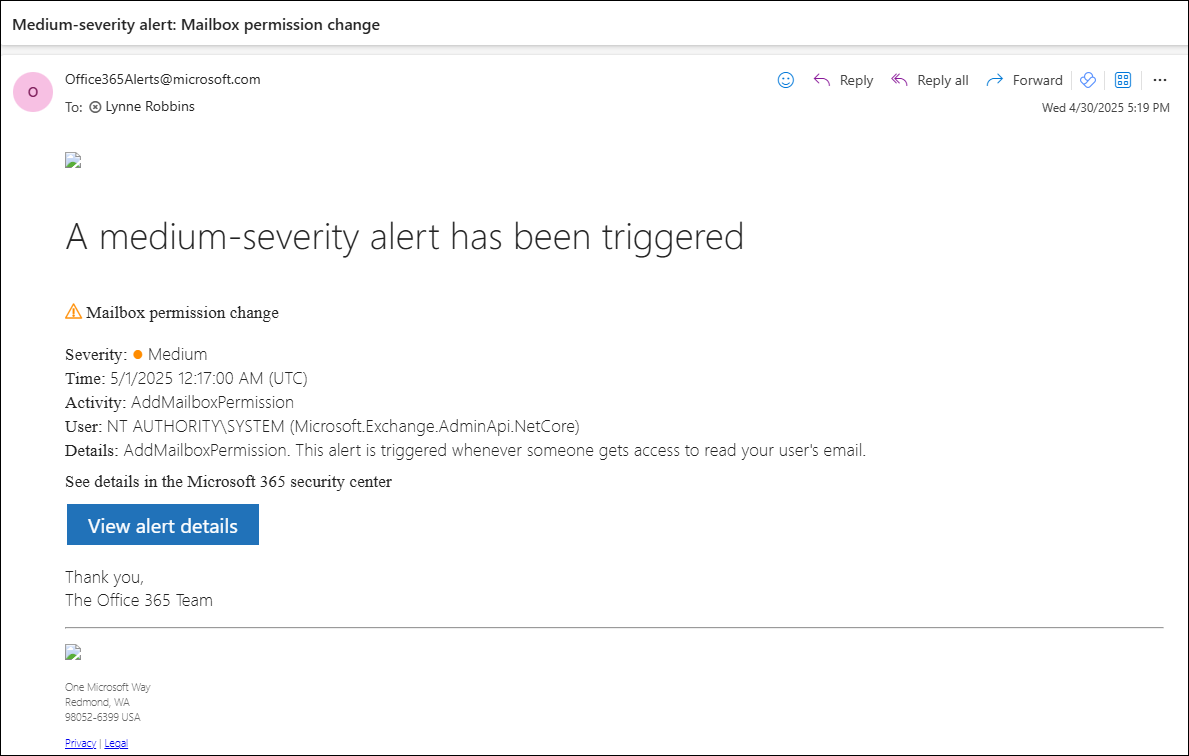 Medium-severity alert: Mailbox permission change
O
Office365Alerts@microsoft.com
Reply
Reply all
Forward
To: Lynne Robbins
Wed 4/30/2025 5:19 PM
A medium-severity alert has been triggered
Mailbox permission change
Severity: Medium
Time: 5/1/2025 12:17:00 AM (UTC)
Activity: AddMailboxPermission
User: NT AUTHORITY\SYSTEM (Microsoft.Exchange.AdminApi.NetCore)
Details: AddMailboxPermission. This alert is triggered whenever someone gets access to read your user's email.
See details in the Microsoft 365 security center
View alert details
Thank you,
The Office 365 Team
One Microsoft Way
Redmond, WA
98052-6399 USA
Privacy | Legal